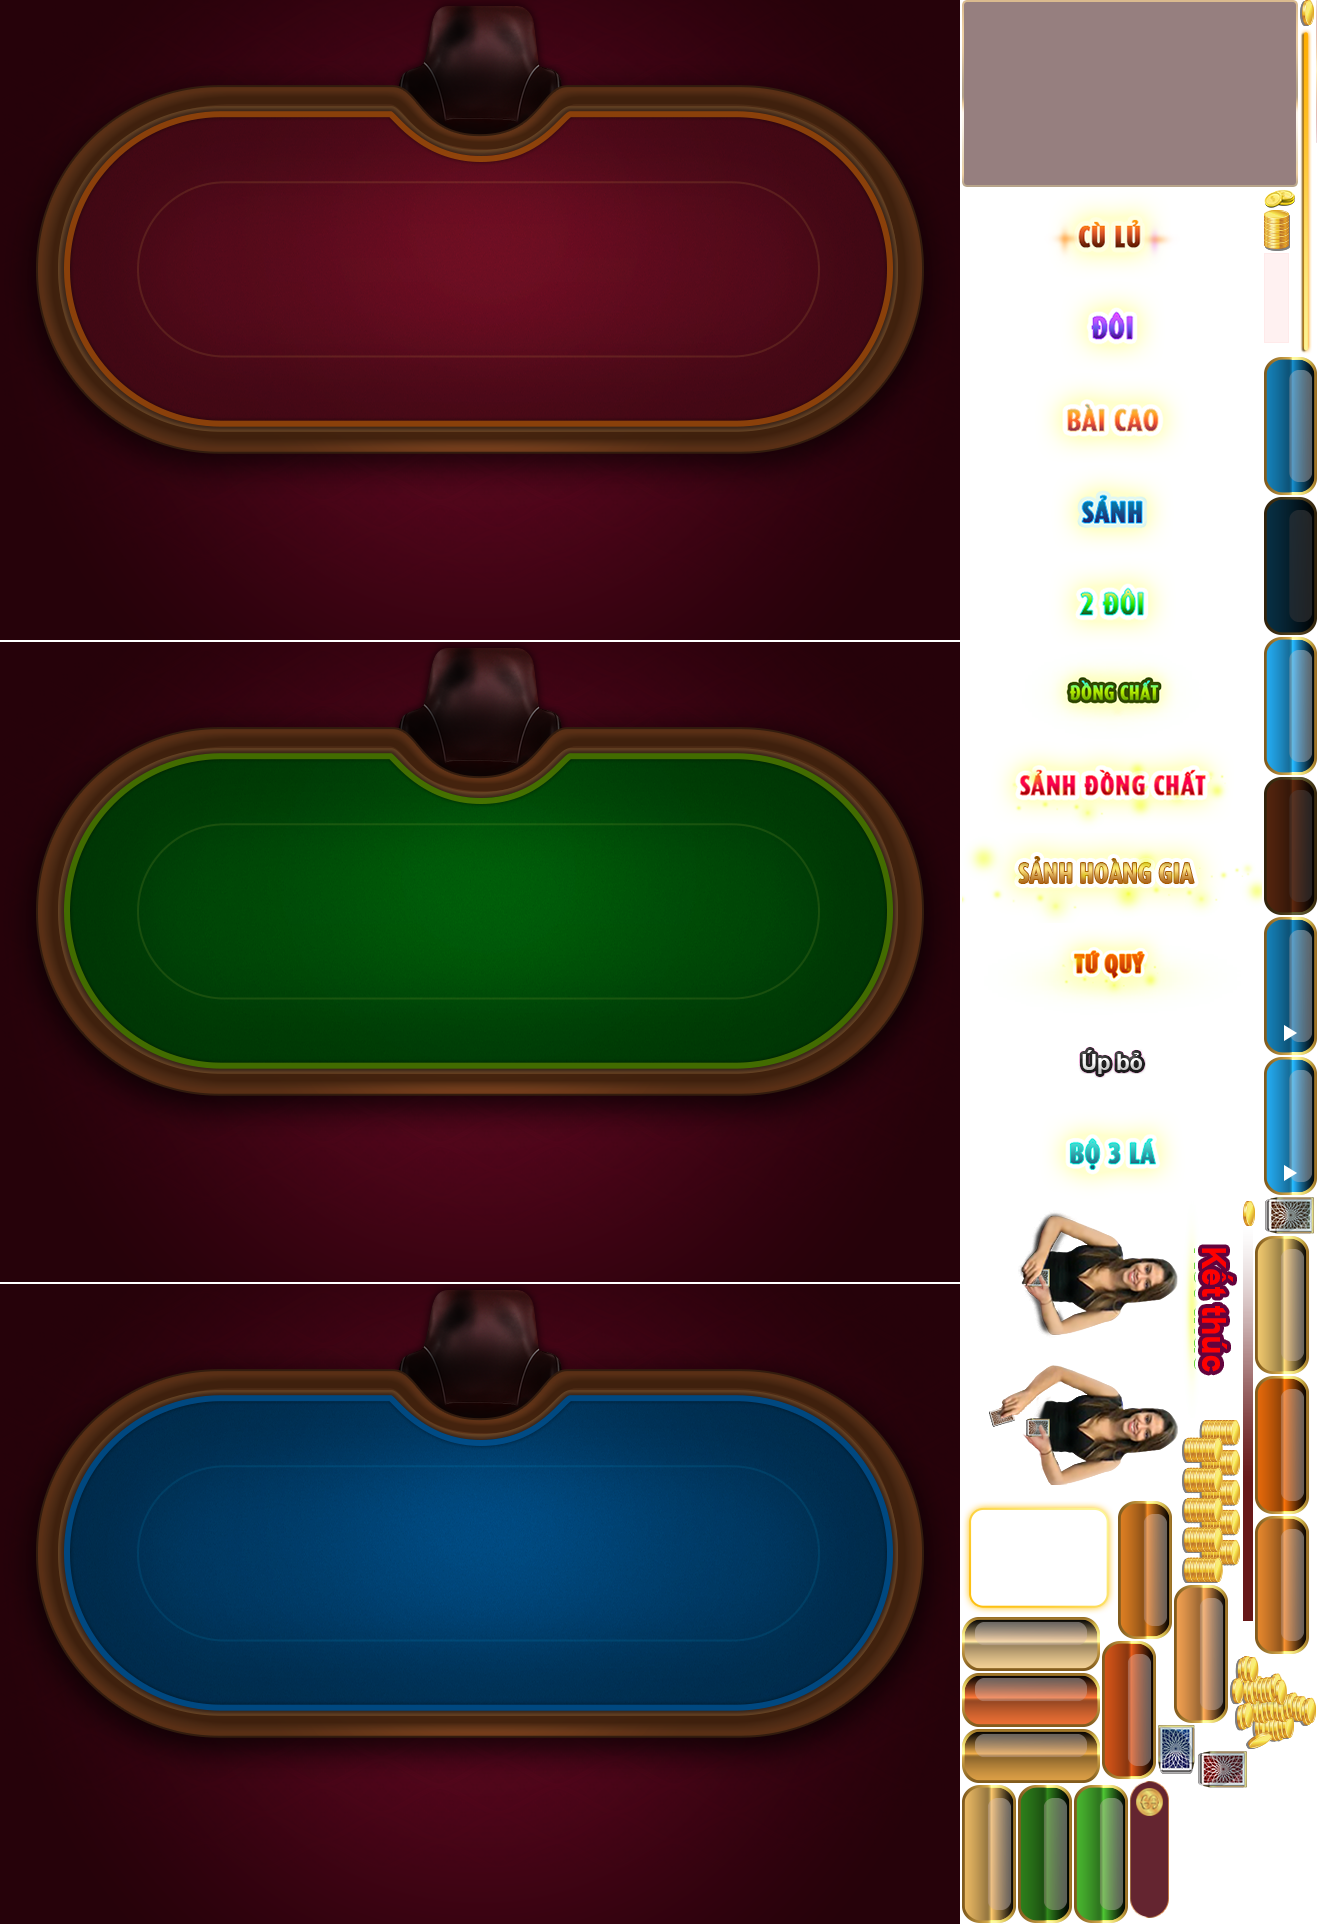 CÙ LỦ
ĐÔI
BÀI CAO
SẢNH
2 ĐÔI
ĐỒNG CHẤT
SẢNH ĐỒNG CHẤT
SẢNH HOÀNG GIA
TỨ QUÝ
Úp bỏ
BỘ 3 LÁ
Kết thúc